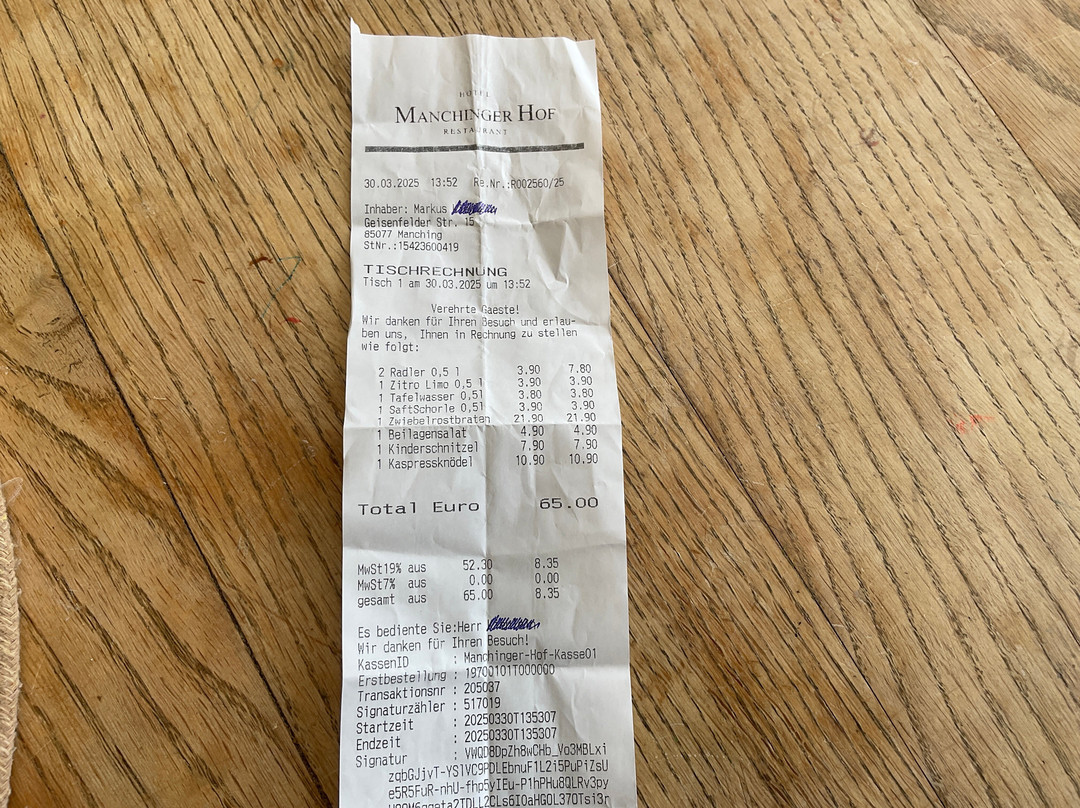 HOTEL
MANCHINGER HOF
RESTAURANT
30.03.2025 13:52 Re.Nr.:R002560/25
Inhaber: Markus
Geisenfelder Str. 15
85077 Manching
StNr.:15423600419
TISCHRECHNUNG
Tisch 1 am 30.03.2025 um 13:52
Verehrte Gaeste!
Wir danken für Ihren Besuch und erlau-
ben uns, Ihnen in Rechnung zu stellen
wie folgt:
2 Radler 0,5 l 3.90 7.80
1 Zitro Limo 0,5 l 3.90 3.90
1 Tafelwasser 0,5l 3.80 3.80
1 SaftSchorle 0,5l 3.90 3.90
1 Zwiebelrostbraten 21.90 21.90
1 Beilagensalat 4.90 4.90
1 Kinderschnitzel 7.90 7.90
1 Kaspressknödel 10.90 10.90
Total Euro 65.00
MwSt19% aus 52.30 8.35
MwSt7% aus 0.00 0.00
gesamt aus 65.00 8.35
Es bediente Sie:Herr
Wir danken für Ihren Besuch!
KassenID : Manchinger-Hof-Kasse01
Erstbestellung : 19700101T000000
Transaktionsnr : 205037
Signaturzähler : 517019
Startzeit : 20250330T135307
Endzeit : 20250330T135307
Signatur : VWQD8DpZh8wCHb_Vo3MBLxi
zqbGJjvT-YSlVC9PDLEbnuF1L2i5PuPiZsU
e5R5FuR-nhU-fhp5yIEu-P1hPHu8QLRv3py